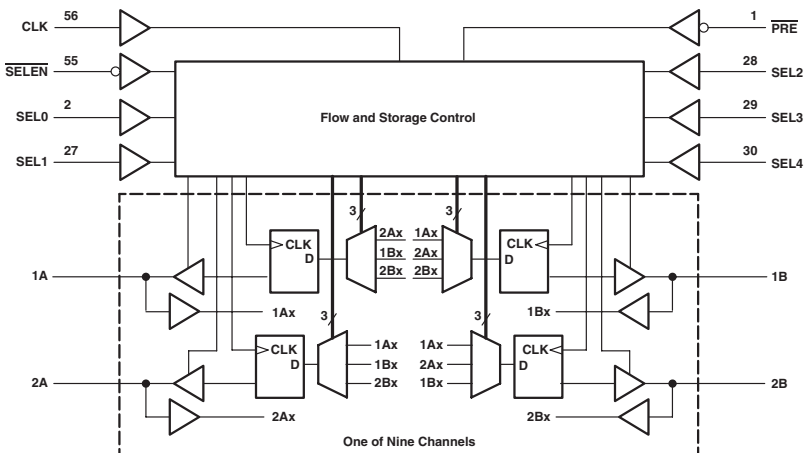 CLK 56
1 PRE
SELEN 55
28 SEL2
SEL0 2
Flow and Storage Control
29 SEL3
SEL1 27
30 SEL4
3
3
CLK
D
2Ax
1Bx
2Bx
1Ax
2Ax
2Bx
CLK
D
1A
1B
1Ax
1Bx
3
3
CLK
D
1Ax
1Bx
2Bx
1Ax
2Ax
1Bx
CLK
D
2A
2B
2Ax
2Bx
One of Nine Channels